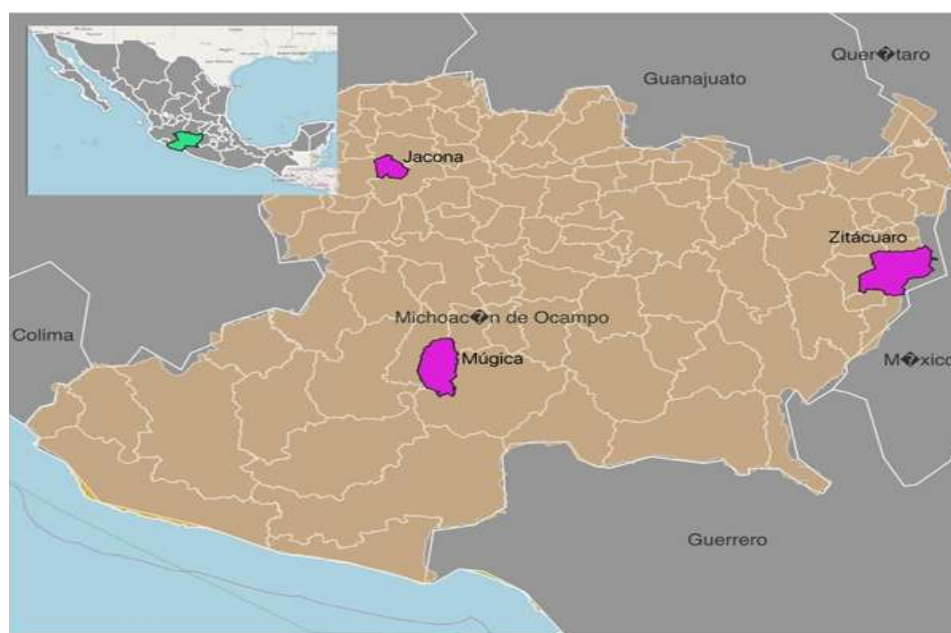 Quer�taro
Guanajuato
Jacona
Zitácuaro
Michoac�n de Ocampo
Colima
Múgica
M�xico
Guerrero